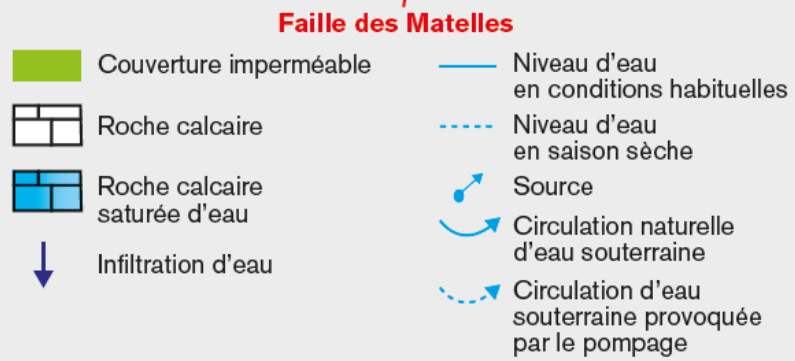 Faille des Matelles
Couverture imperméable
Roche calcaire
Roche calcaire
saturée d'eau
Infiltration d'eau
Niveau d'eau
en conditions habituelles
Niveau d'eau
en saison sèche
Source
Circulation naturelle
d'eau souterraine
Circulation d'eau
souterraine provoquée
par le pompage